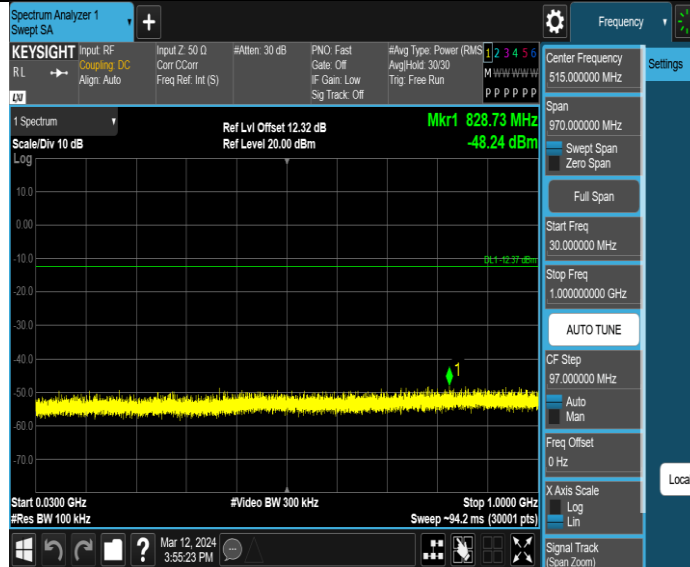 Spectrum Analyzer 1
Swept SA
Frequency
KEYSIGHT
RL
LXI
Input: RF
Coupling: DC
Align: Auto
Input Z: 50 Ω
Corr CCorr
Freq Ref: Int (S)
#Atten: 30 dB
PNO: Fast
Gate: Off
IF Gain: Low
Sig Track: Off
#Avg Type: Power (RMS
Avg|Hold: 30/30
Trig: Free Run
1 2 3 4 5 6
M W W W W W
P P P P P P
1 Spectrum
Scale/Div 10 dB
Log
Ref Lvl Offset 12.32 dB
Ref Level 20.00 dBm
Mkr1 828.73 MHz
-48.24 dBm
10.0
0.00
-10.0
DL1 -12.37 dBm
-20.0
-30.0
-40.0
1
-50.0
-60.0
-70.0
Start 0.0300 GHz
#Res BW 100 kHz
#Video BW 300 kHz
Stop 1.0000 GHz
Sweep ~94.2 ms (30001 pts)
Mar 12, 2024
3:55:23 PM
?
Center Frequency
515.000000 MHz
Span
970.000000 MHz
Swept Span
Zero Span
Full Span
Start Freq
30.000000 MHz
Stop Freq
1.000000000 GHz
AUTO TUNE
CF Step
97.000000 MHz
Auto
Man
Freq Offset
0 Hz
X Axis Scale
Log
Lin
Signal Track
(Span Zoom)
Settings
Loca